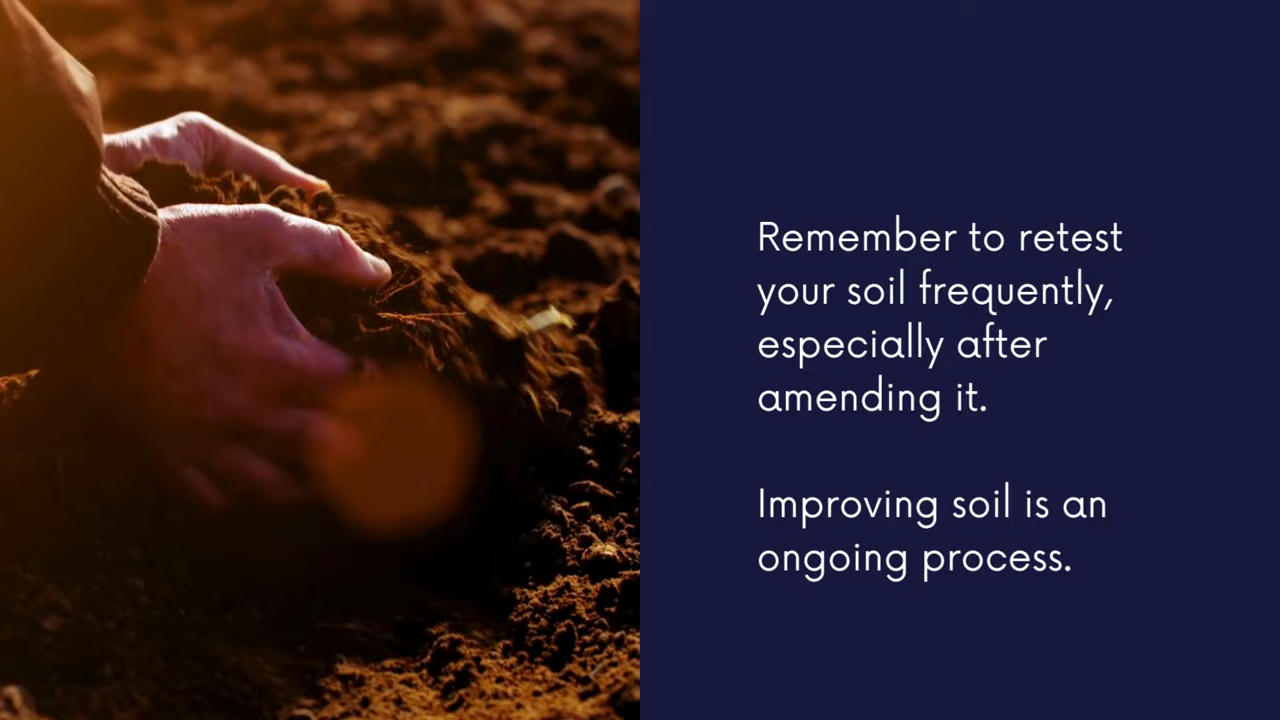 Remember to retest
your soil frequently,
especially after
amending it.
Improving soil is an
ongoing process.